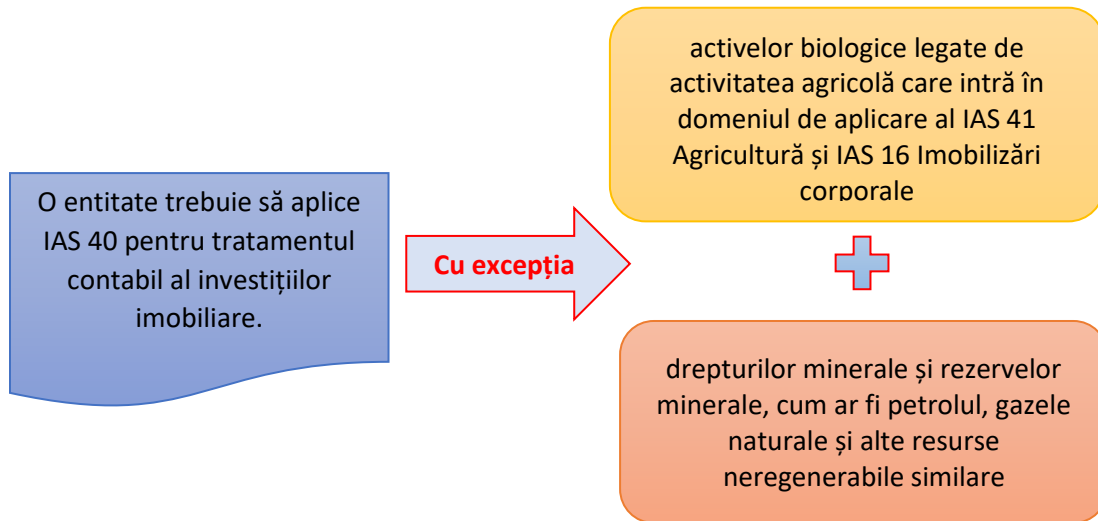 O entitate trebuie să aplice
IAS 40 pentru tratamentul
contabil al investițiilor
imobiliare.
Cu excepția
activelor biologice legate de
activitatea agricolă care intră în
domeniul de aplicare al IAS 41
Agricultură și IAS 16 Imobilizări
corporale
drepturilor minerale și rezervelor
minerale, cum ar fi petrolul, gazele
naturale și alte resurse
neregenerabile similare